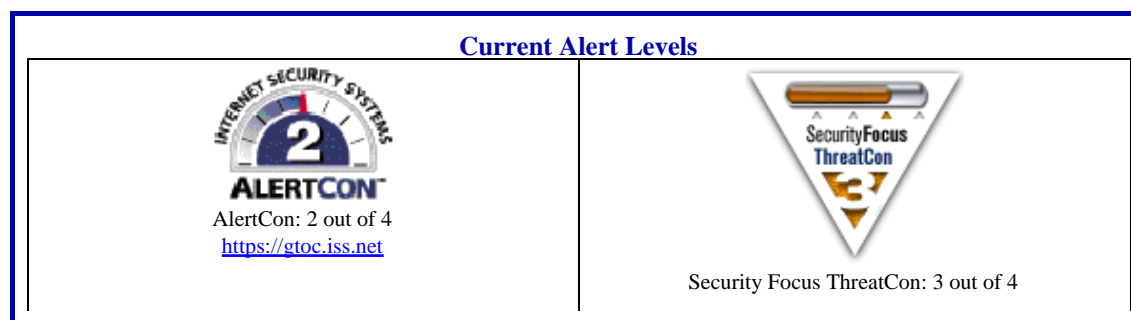 Current Alert Levels
INTERNET SECURITY SYSTEMS
2
ALERTCON™
AlertCon: 2 out of 4
https://gtoc.iss.net
SecurityFocus
ThreatCon
3
Security Focus ThreatCon: 3 out of 4